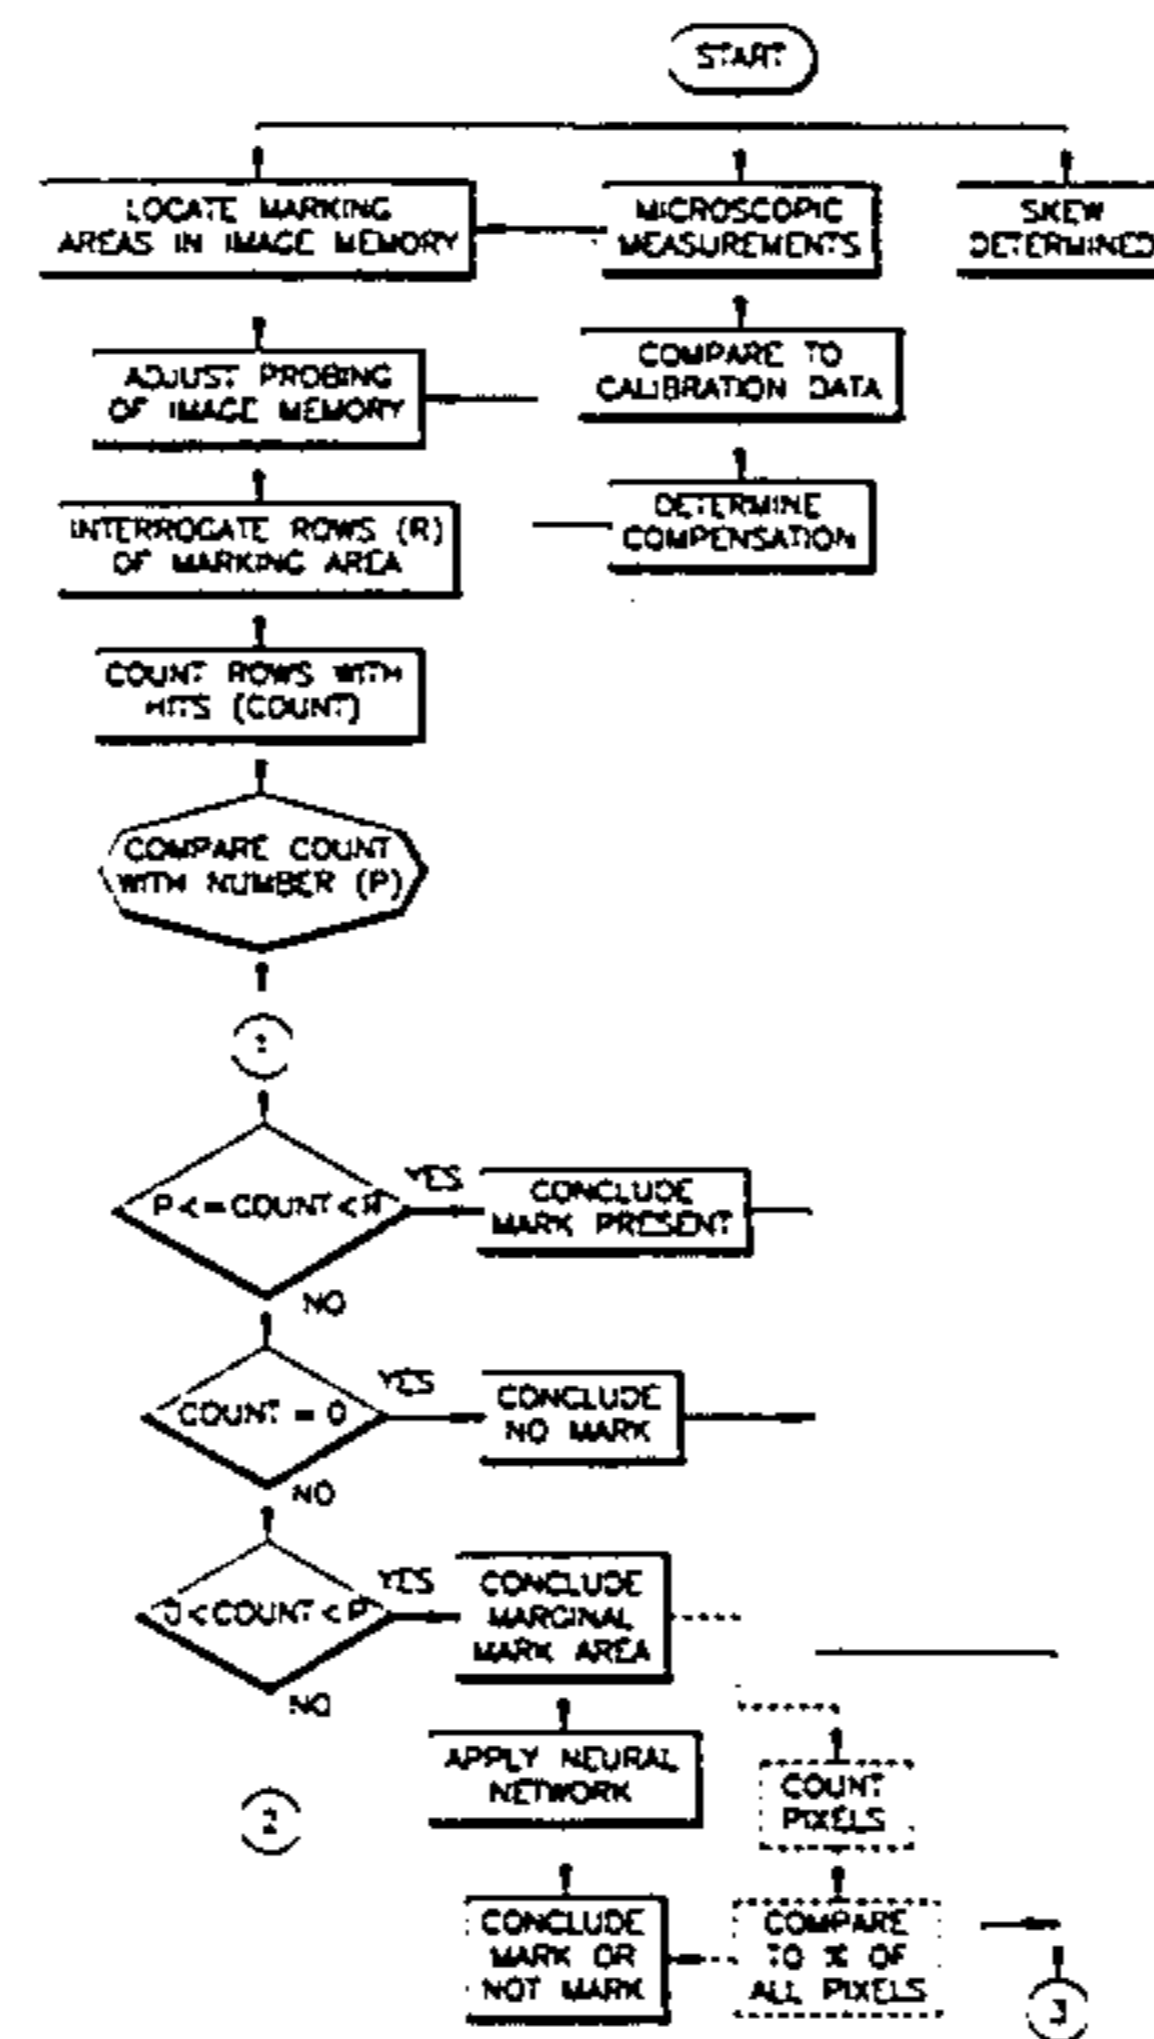 START
LOCATE MARKING
AREAS IN IMAGE MEMORY
MICROSCOPIC
MEASUREMENTS
SKEW
DETERMINED
ADJUST PROBING
OF IMAGE MEMORY
COMPARE TO
CALIBRATION DATA
INTERROGATE ROWS (R)
OF MARKING AREA
DETERMINE
COMPENSATION
COUNT ROWS WITH
HITS (COUNT)
COMPARE COUNT
WITH NUMBER (P)
1
P<=COUNT<R
YES
CONCLUDE
MARK PRESENT
NO
COUNT = 0
YES
CONCLUDE
NO MARK
NO
0<COUNT<P
YES
CONCLUDE
MARGINAL
MARK AREA
NO
APPLY NEURAL
NETWORK
COUNT
PIXELS
2
CONCLUDE
MARK OR
NOT MARK
COMPARE
TO % OF
ALL PIXELS
3